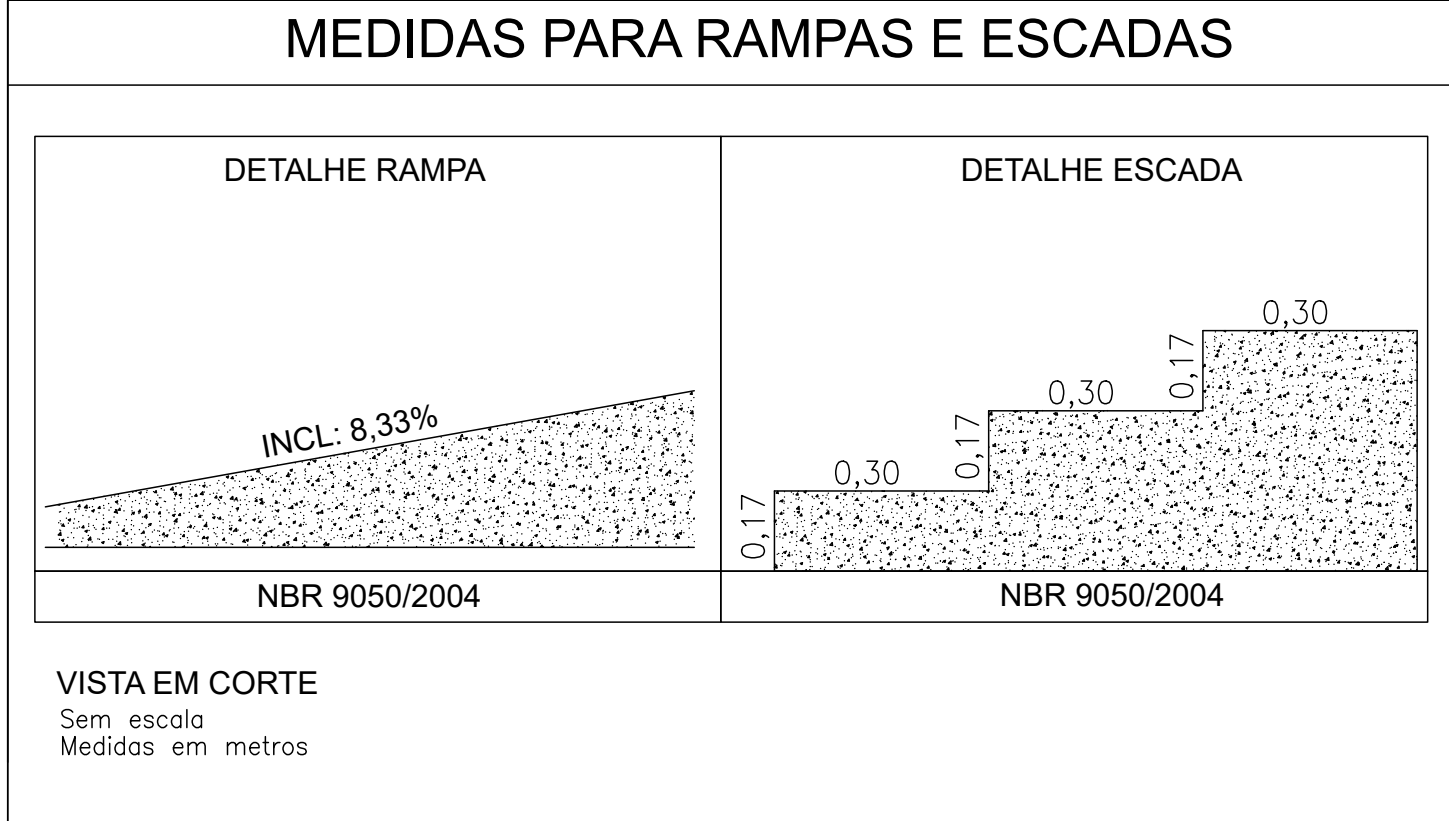 MEDIDAS PARA RAMPAS E ESCADAS
DETALHE RAMPA
INCL: 8,33%
NBR 9050/2004
DETALHE ESCADA
0,17
0,30
0,17
0,30
0,17
0,30
NBR 9050/2004
VISTA EM CORTE
Sem escala
Medidas em metros